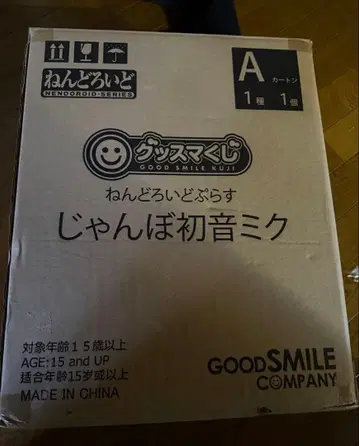 ねんどろいど
NENDOROID-SERIES
A カートン
1種 1個
グッスマくじ
GOOD SMILE KUJI
ねんどろいどぷらす
じゃんぼ初音ミク
対象年齢15歳以上
AGE:15 and UP
适合年龄15岁或以上
MADE IN CHINA
GOODSMILE
COMPANY